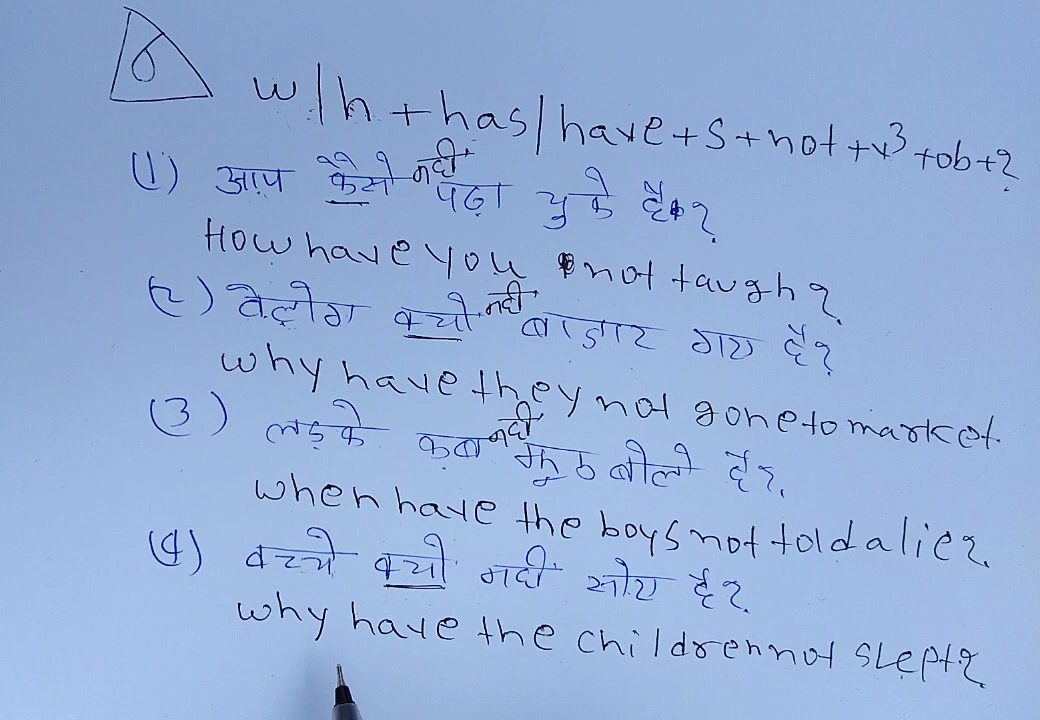 6
w/h + has/have + S + not + v3 + ob + ?
(1) आप कैसे नही पढ़ा चुके है?
How have you not taugh?
(2) वेलोग क्यो नही बाजार गए है?
why have they not gone to market.
(3) लड़के कब नही झूठ बोले है?
when have the boys not told a lie?
(4) बच्चे क्यो नही सोए है?
why have the children not slept?